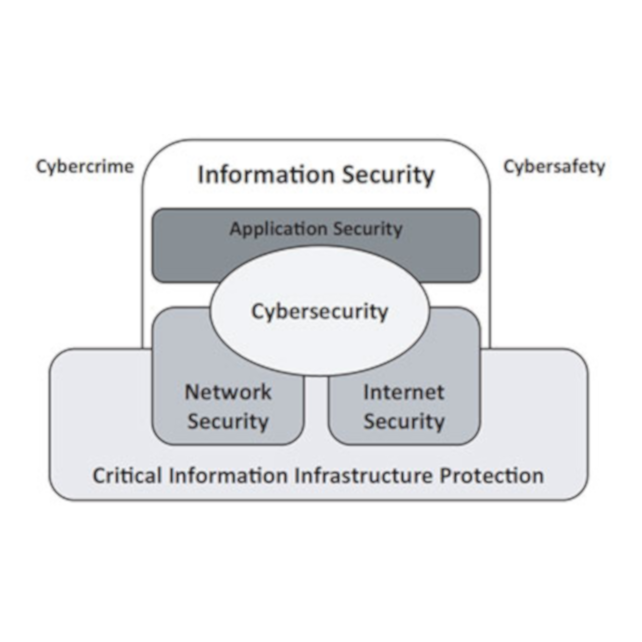 Cybercrime
Information Security
Cybersafety
Application Security
Cybersecurity
Network
Security
Internet
Security
Critical Information Infrastructure Protection